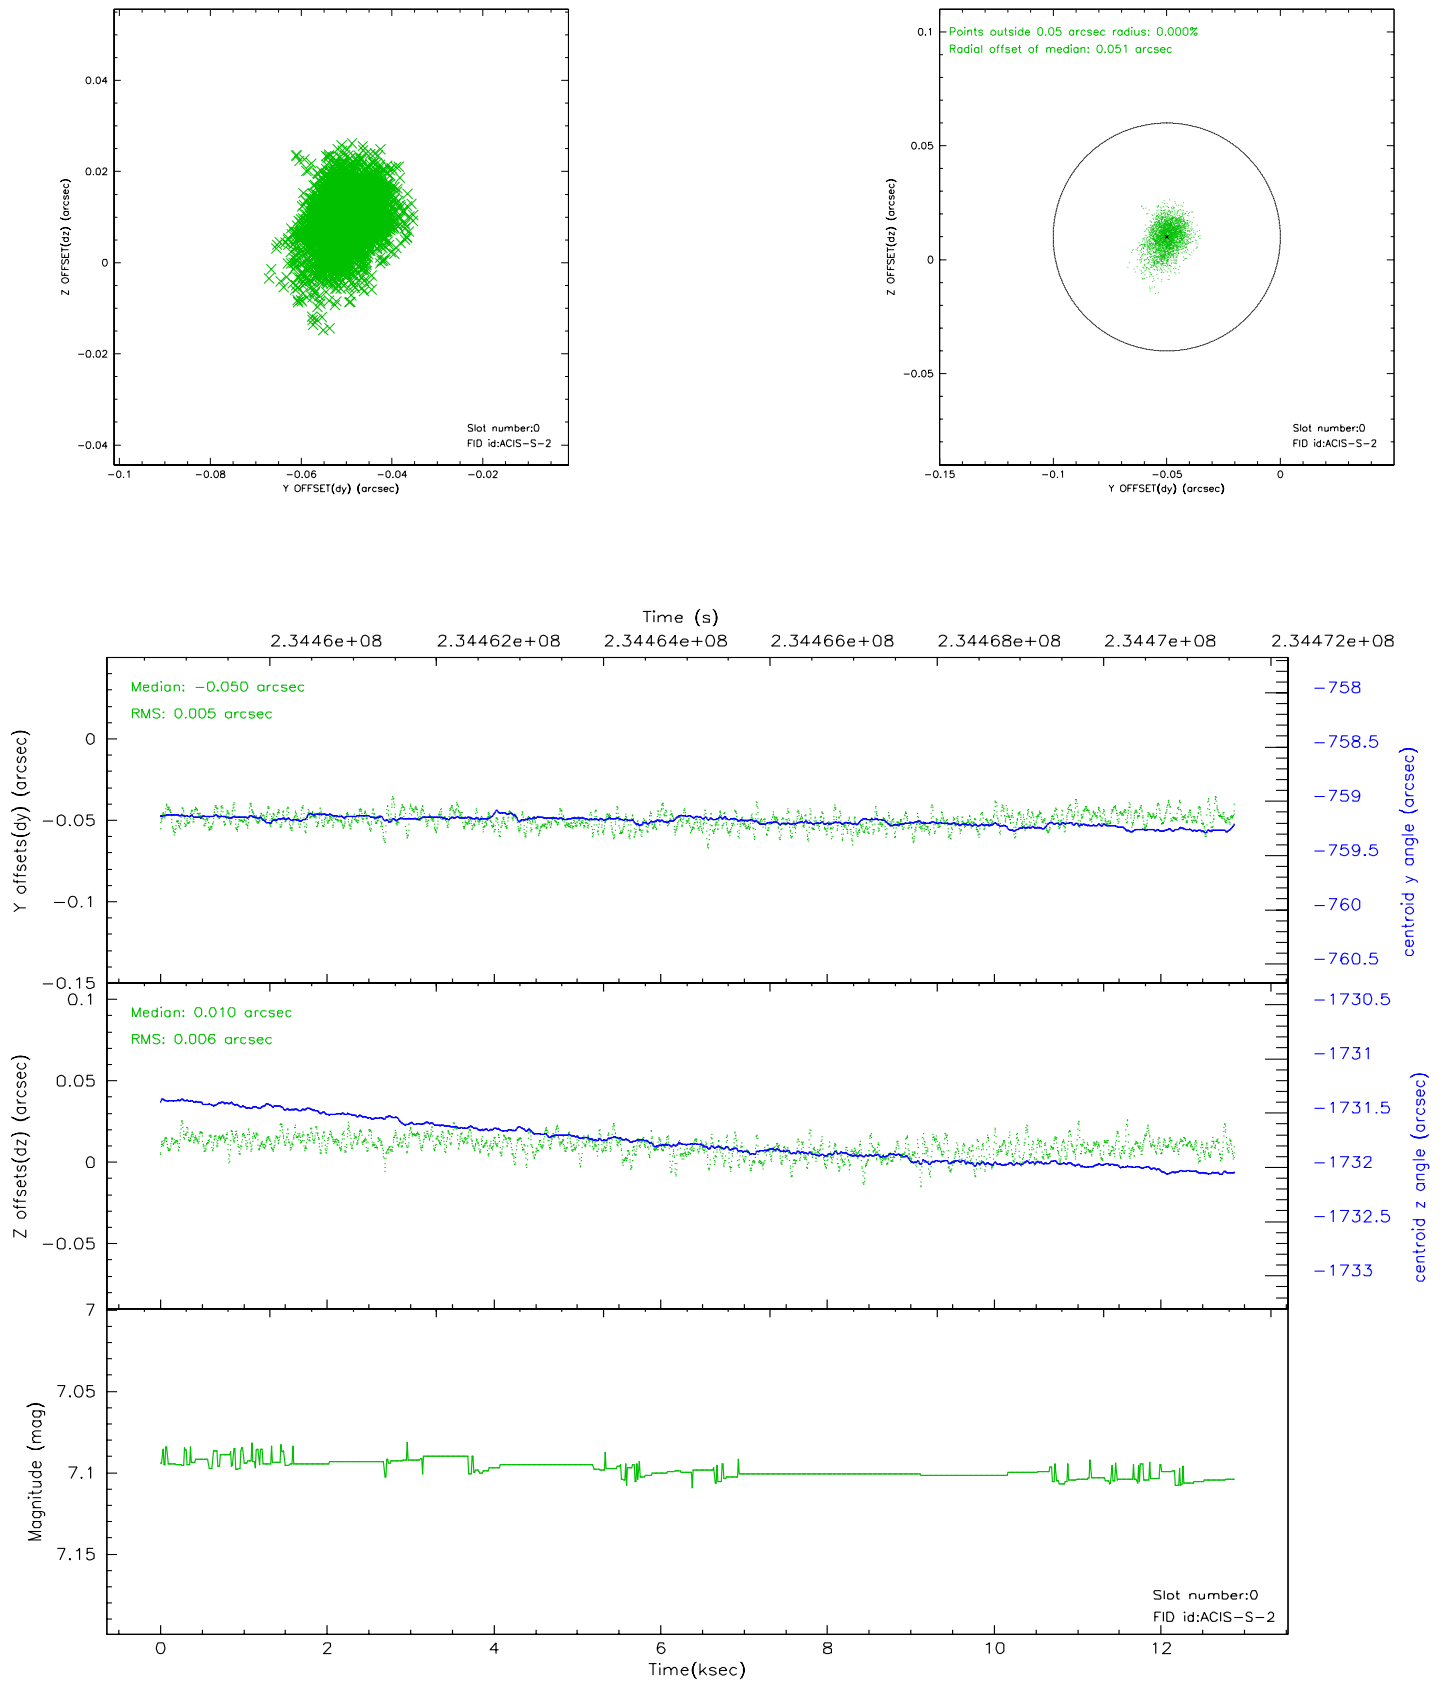 0.04
0.02
0
-0.02
-0.04
Z OFFSET(dz) (arcsec)
Slot number:0
FID id:ACIS-S-2
-0.1 -0.08 -0.06 -0.04 -0.02
Y OFFSET(dy) (arcsec)
Points outside 0.05 arcsec radius: 0.000%
Radial offset of median: 0.051 arcsec
0.1
0.05
0
-0.05
Z OFFSET(dz) (arcsec)
Slot number:0
FID id:ACIS-S-2
-0.15 -0.1 -0.05 0
Y OFFSET(dy) (arcsec)
Time (s)
2.3446e+08 2.34462e+08 2.34464e+08 2.34466e+08 2.34468e+08 2.3447e+08 2.34472e+08
Median: -0.050 arcsec
RMS: 0.005 arcsec
0
-0.05
-0.1
-0.15
Y offsets(dy) (arcsec)
-758
-758.5
-759
-759.5
-760
-760.5
centroid y angle (arcsec)
Median: 0.010 arcsec
RMS: 0.006 arcsec
0.1
0.05
0
-0.05
Z offsets(dz) (arcsec)
-1730.5
-1731
-1731.5
-1732
-1732.5
-1733
centroid z angle (arcsec)
7
7.05
7.1
7.15
Magnitude (mag)
Slot number:0
FID id:ACIS-S-2
0 2 4 6 8 10 12
Time(ksec)